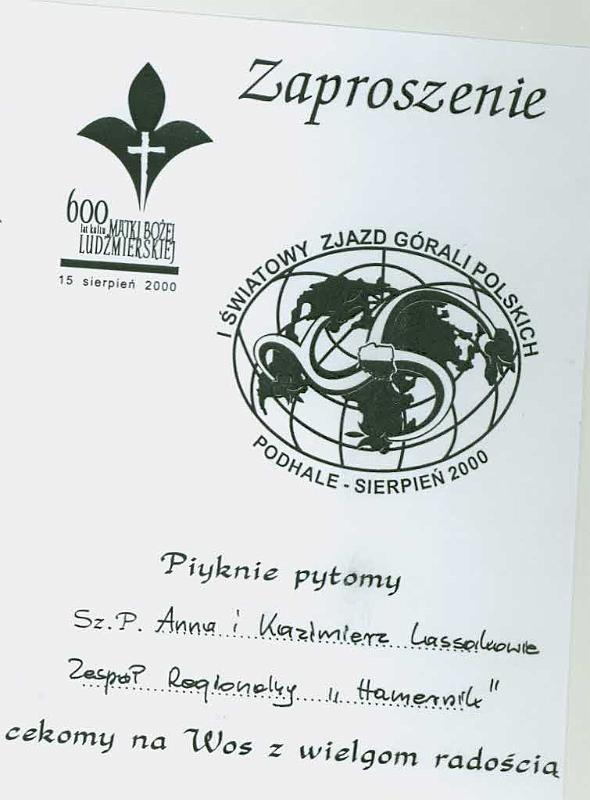 Zaproszenie
600
lat kultu MATKI BOŻEJ
LUDŹMIERSKIEJ
15 sierpień 2000
I ŚWIATOWY ZJAZD GÓRALI POLSKICH
PODHALE - SIERPIEŃ 2000
Piyknie pytomy
Sz.P. Anna i Kazimierz Lassakowie
Zespół Regionalny „Hamernik”
cekomy na Wos z wielgom radością